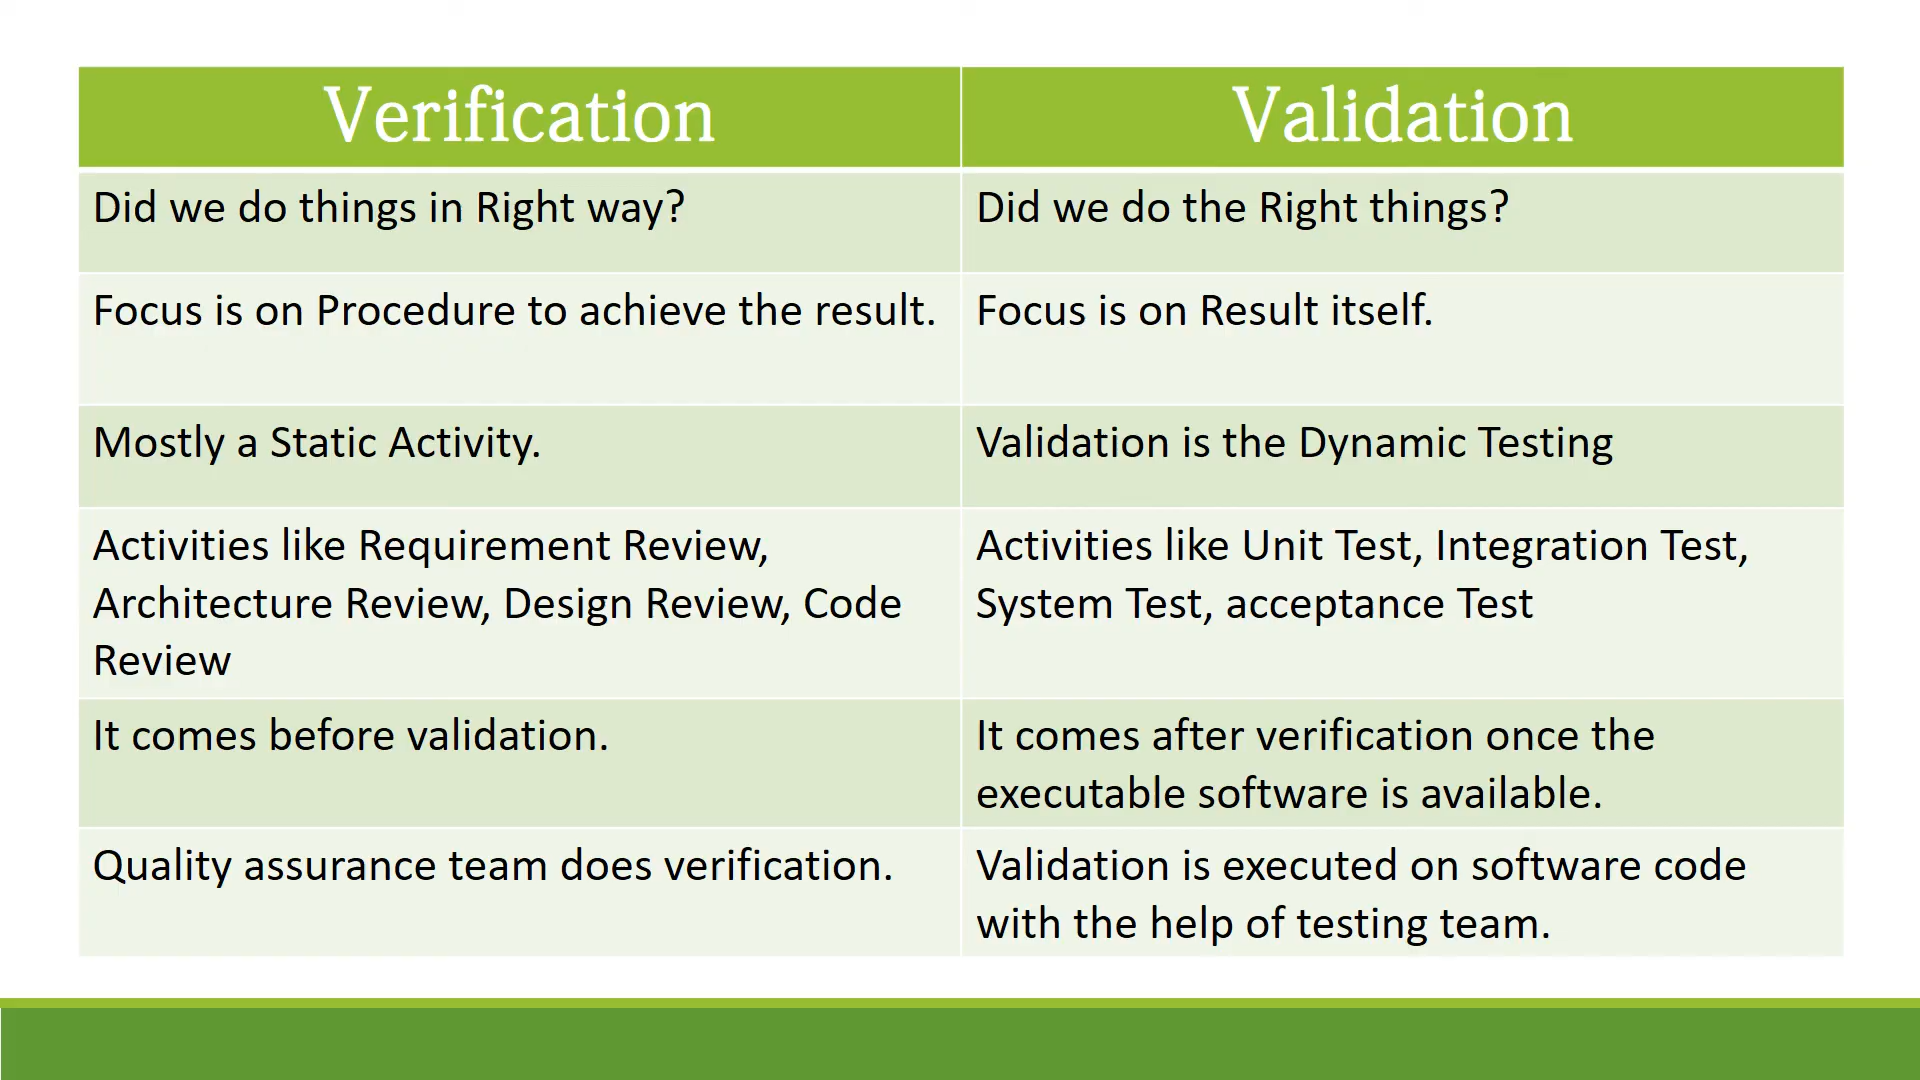 Verification
Validation
Did we do things in Right way?
Did we do the Right things?
Focus is on Procedure to achieve the result.
Focus is on Result itself.
Mostly a Static Activity.
Validation is the Dynamic Testing
Activities like Requirement Review,
Architecture Review, Design Review, Code
Review
Activities like Unit Test, Integration Test,
System Test, acceptance Test
It comes before validation.
It comes after verification once the
executable software is available.
Quality assurance team does verification.
Validation is executed on software code
with the help of testing team.